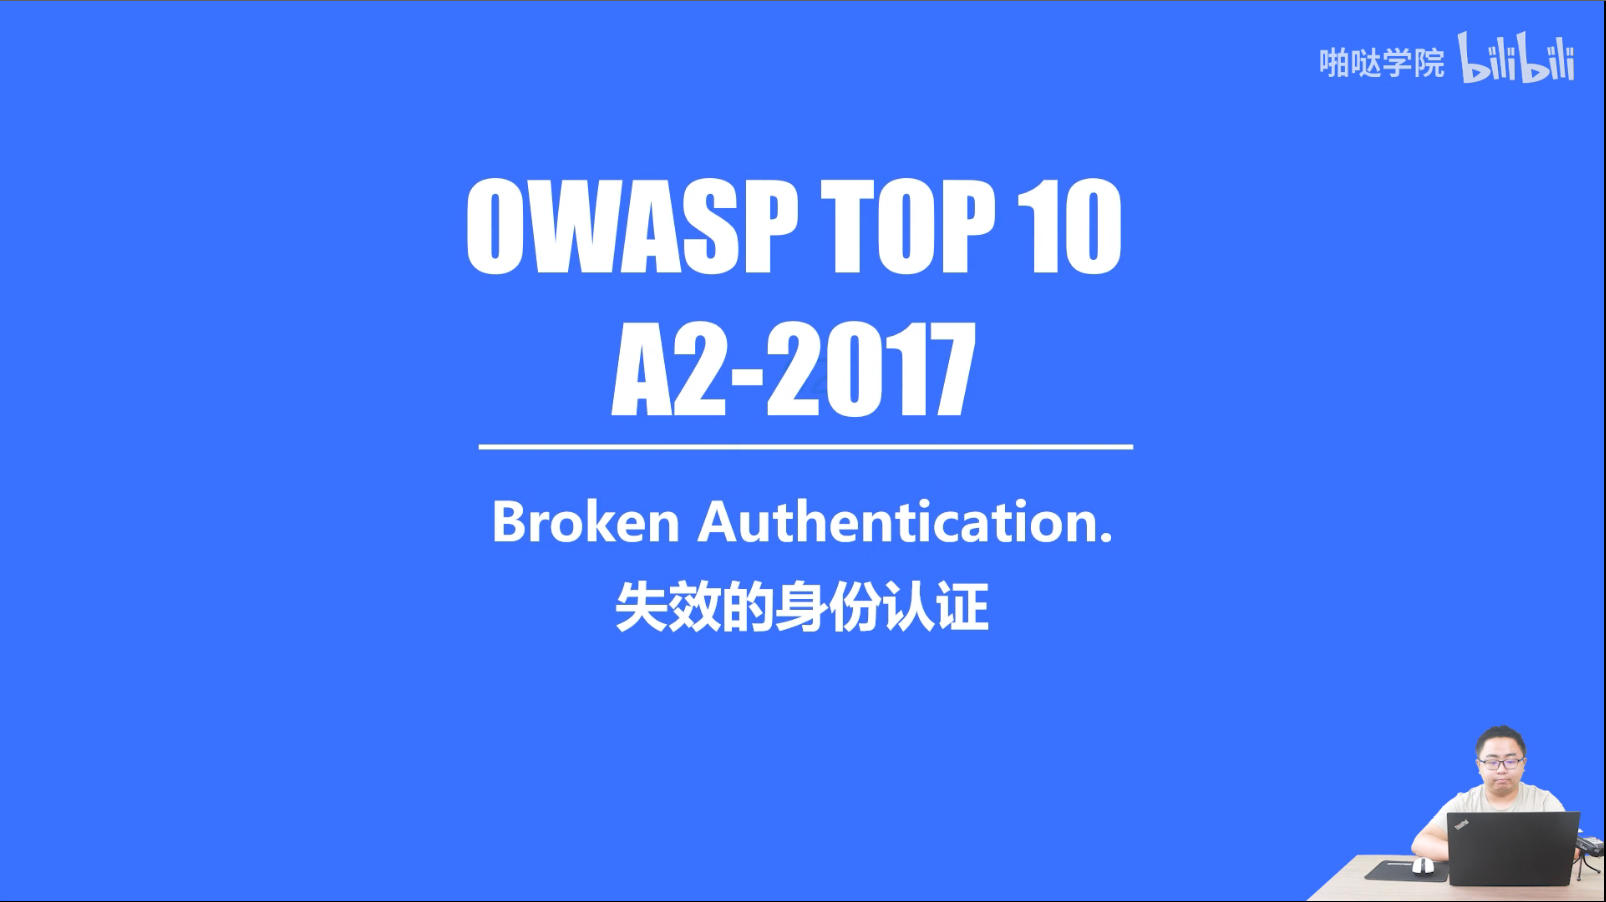 啪哒学院 bilibili
OWASP TOP 10
A2-2017
Broken Authentication.
失效的身份认证
ThinkPad